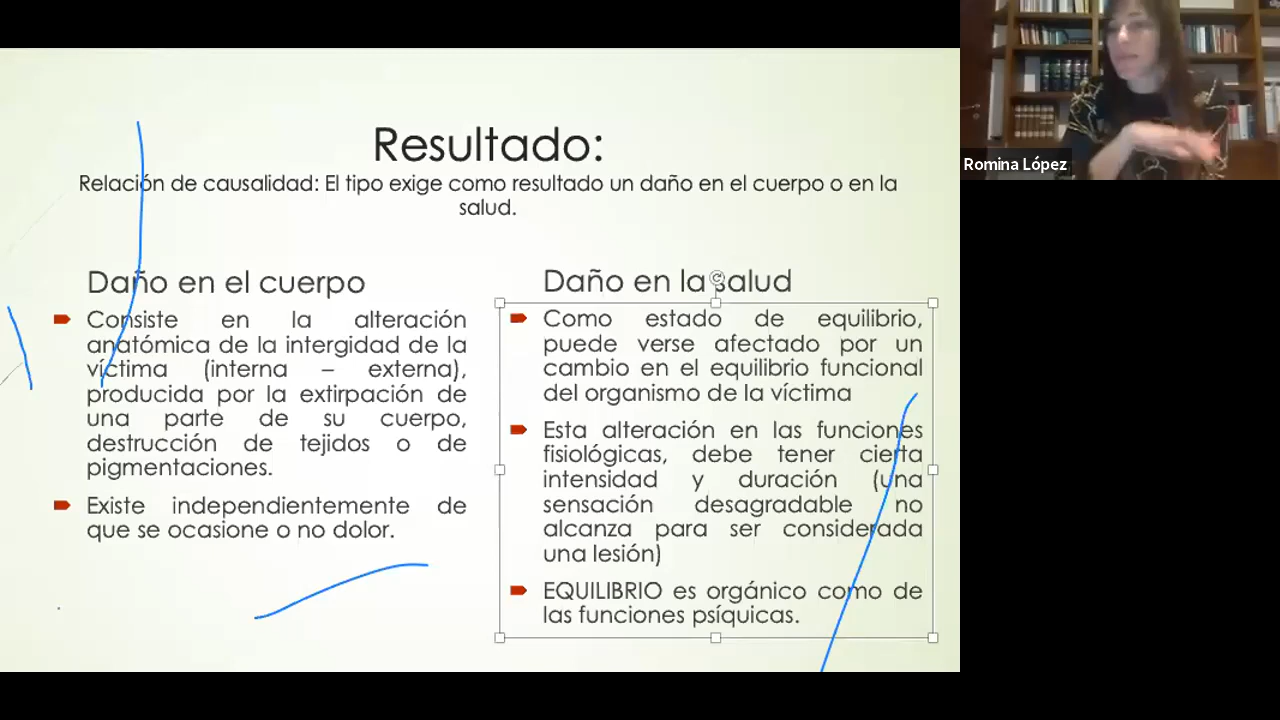 Resultado:
Relación de causalidad: El tipo exige como resultado un daño en el cuerpo o en la
salud.
Daño en el cuerpo
Consiste en la alteración
anatómica de la intergidad de la
víctima (interna – externa),
producida por la extirpación de
una parte de su cuerpo,
destrucción de tejidos o de
pigmentaciones.
Existe independientemente de
que se ocasione o no dolor.
Daño en la salud
Como estado de equilibrio,
puede verse afectado por un
cambio en el equilibrio funcional
del organismo de la víctima
Esta alteración en las funciones
fisiológicas, debe tener cierta
intensidad y duración (una
sensación desagradable no
alcanza para ser considerada
una lesión)
EQUILIBRIO es orgánico como de
las funciones psíquicas.
Romina López